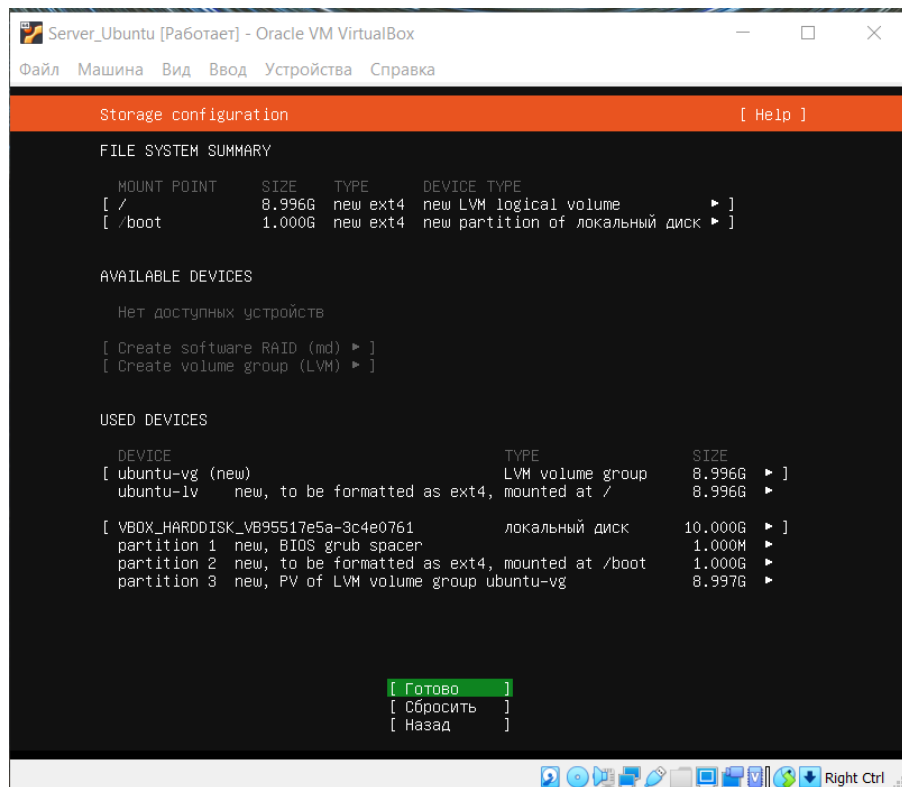 Server_Ubuntu [Работает] - Oracle VM VirtualBox
Файл Машина Вид Ввод Устройства Справка
Storage configuration [ Help ]
FILE SYSTEM SUMMARY
MOUNT POINT SIZE TYPE DEVICE TYPE
[ / 8.996G new ext4 new LVM logical volume ▸ ]
[ /boot 1.000G new ext4 new partition of локальный диск ▸ ]
AVAILABLE DEVICES
Нет доступных устройств
[ Create software RAID (md) ▸ ]
[ Create volume group (LVM) ▸ ]
USED DEVICES
DEVICE TYPE SIZE
[ ubuntu-vg (new) LVM volume group 8.996G ▸ ]
ubuntu-lv new, to be formatted as ext4, mounted at / 8.996G ▸
[ VBOX_HARDDISK_VB95517e5a-3c4e0761 локальный диск 10.000G ▸ ]
partition 1 new, BIOS grub spacer 1.000M ▸
partition 2 new, to be formatted as ext4, mounted at /boot 1.000G ▸
partition 3 new, PV of LVM volume group ubuntu-vg 8.997G ▸
[ Готово ]
[ Сбросить ]
[ Назад ]
Right Ctrl